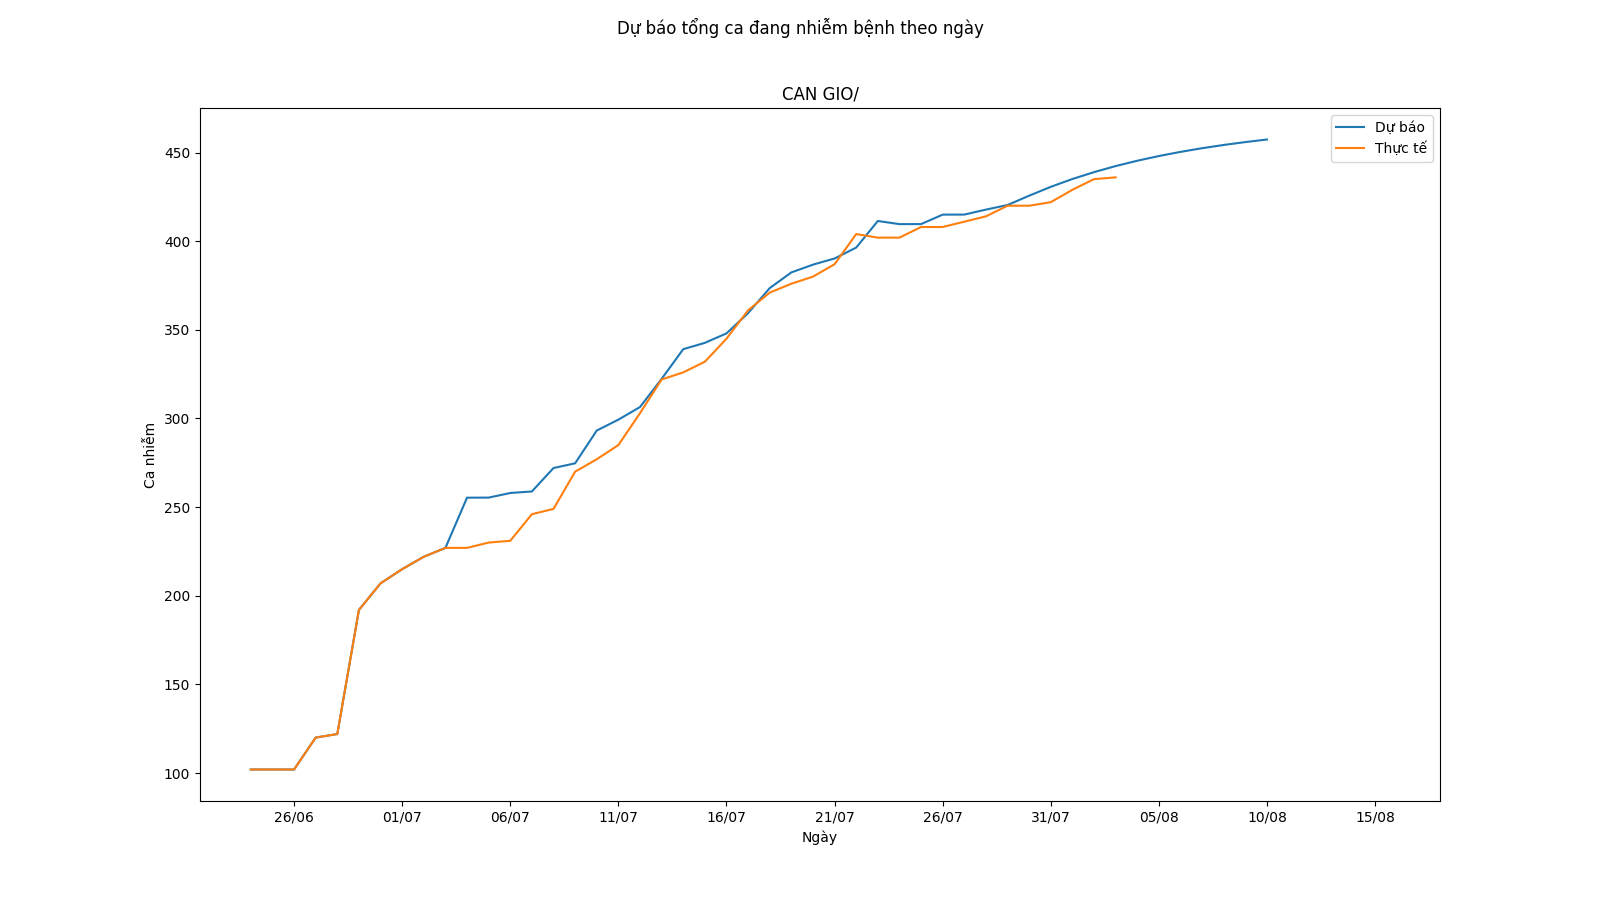 Dự báo tổng ca đang nhiễm bệnh theo ngày
CAN GIO/
Dự báo
Thực tế
Ca nhiễm
450
400
350
300
250
200
150
100
26/06 01/07 06/07 11/07 16/07 21/07 26/07 31/07 05/08 10/08 15/08
Ngày